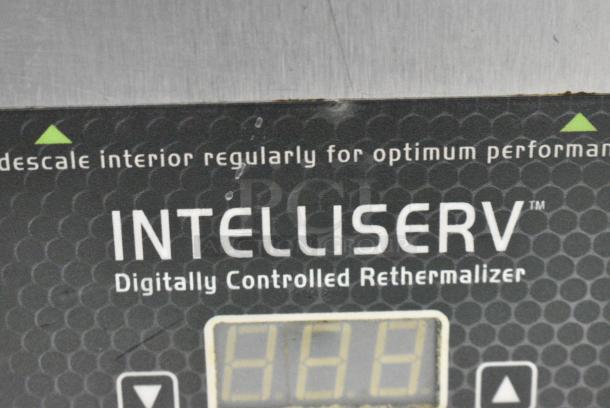 descale interior regularly for optimum performan
INTELLISERV™
Digitally Controlled Rethermalizer